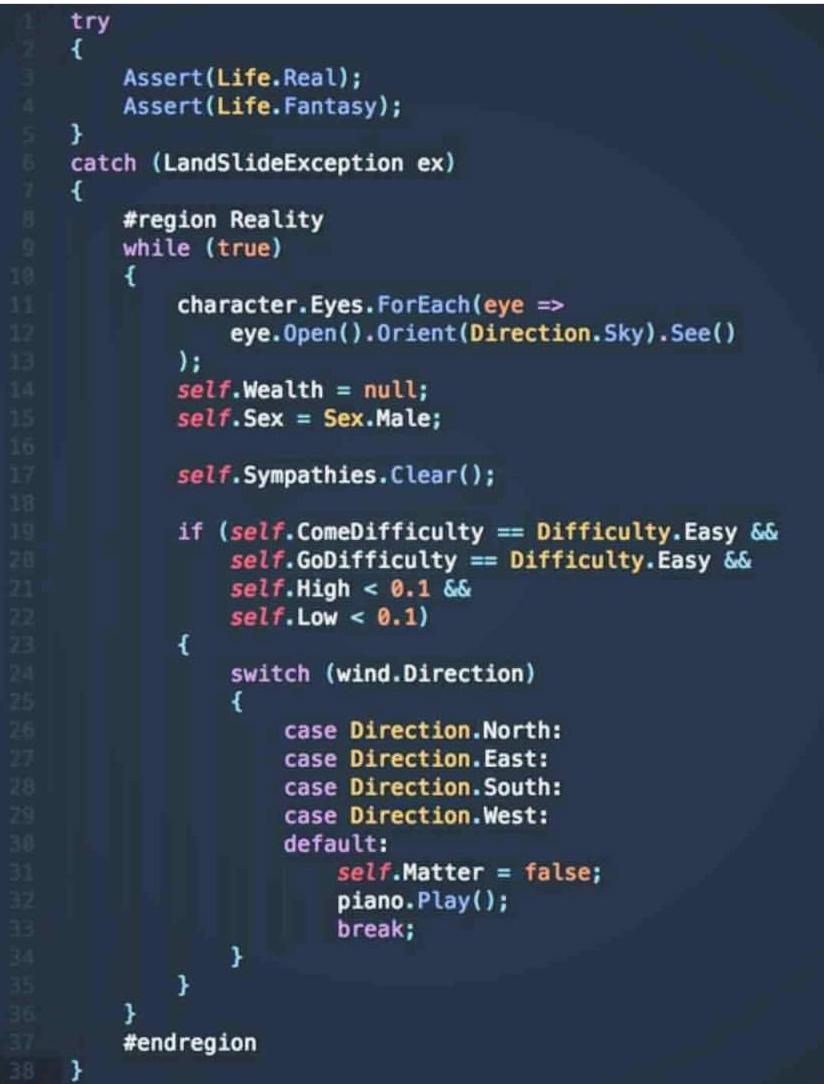 1 try
2 {
3 Assert(Life.Real);
4 Assert(Life.Fantasy);
5 }
6 catch (LandSlideException ex)
7 {
8 #region Reality
9 while (true)
10 {
11 character.Eyes.ForEach(eye =>
12 eye.Open().Orient(Direction.Sky).See()
13 );
14 self.Wealth = null;
15 self.Sex = Sex.Male;
16
17 self.Sympathies.Clear();
18
19 if (self.ComeDifficulty == Difficulty.Easy &&
20 self.GoDifficulty == Difficulty.Easy &&
21 self.High < 0.1 &&
22 self.Low < 0.1)
23 {
24 switch (wind.Direction)
25 {
26 case Direction.North:
27 case Direction.East:
28 case Direction.South:
29 case Direction.West:
30 default:
31 self.Matter = false;
32 piano.Play();
33 break;
34 }
35 }
36 }
37 #endregion
38 }